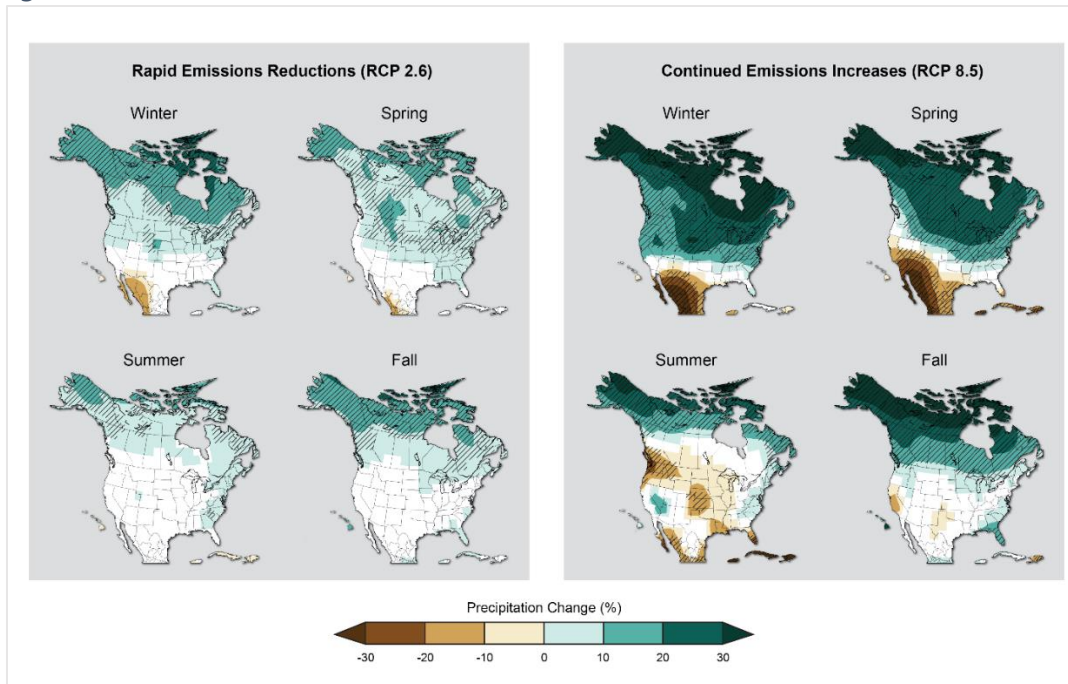 Rapid Emissions Reductions (RCP 2.6)
Winter
Spring
Summer
Fall
Continued Emissions Increases (RCP 8.5)
Winter
Spring
Summer
Fall
Precipitation Change (%)
-30 -20 -10 0 10 20 30